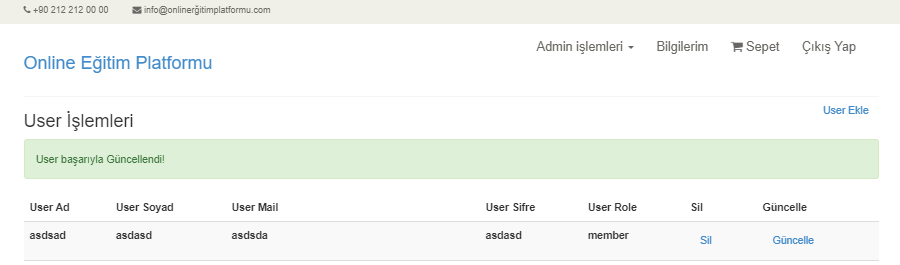 +90 212 212 00 00 info@onlinerğitimplatformu.com
Admin işlemleri Bilgilerim Sepet Çıkış Yap
Online Eğitim Platformu
User Ekle
User İşlemleri
User başarıyla Güncellendi!
User Ad User Soyad User Mail User Sifre User Role Sil Güncelle
asdsad asdasd asdsda asdasd member Sil Güncelle